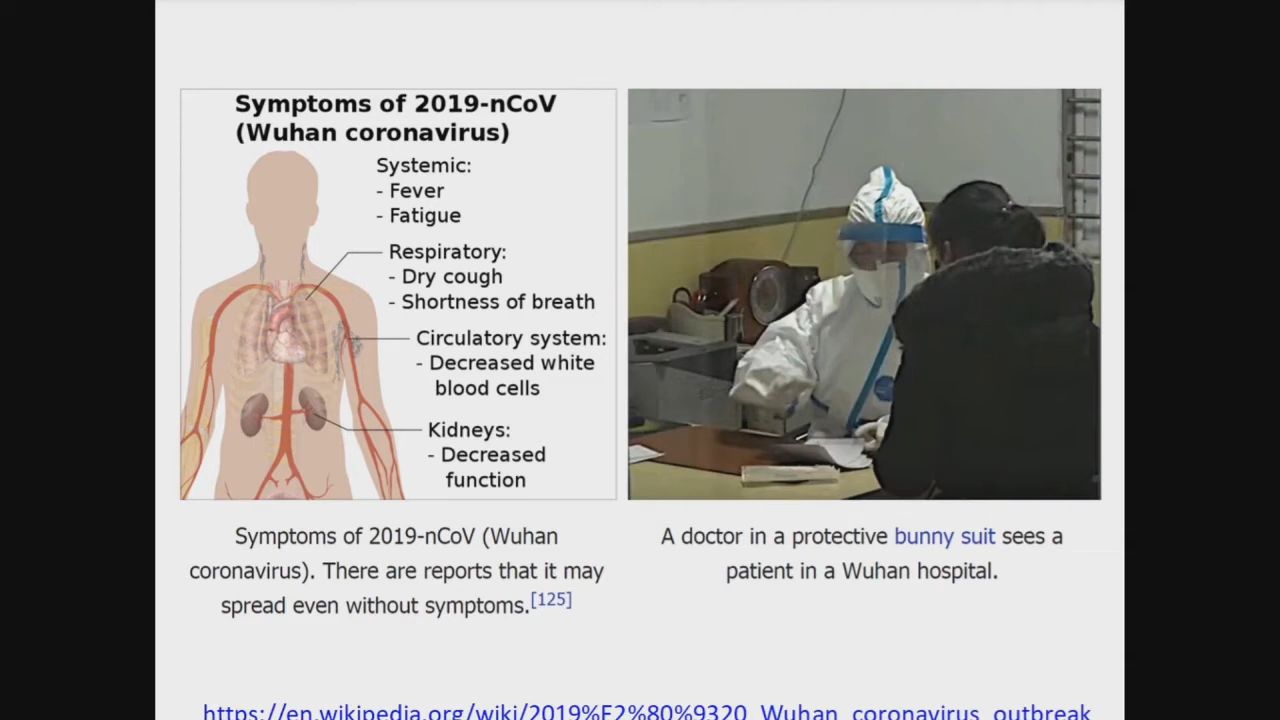 Symptoms of 2019-nCoV
(Wuhan coronavirus)
Systemic:
- Fever
- Fatigue
Respiratory:
- Dry cough
- Shortness of breath
Circulatory system:
- Decreased white
blood cells
Kidneys:
- Decreased
function
Symptoms of 2019-nCoV (Wuhan
coronavirus). There are reports that it may
spread even without symptoms.[125]
A doctor in a protective bunny suit sees a
patient in a Wuhan hospital.
https://en.wikipedia.org/wiki/2019%E2%80%9320_Wuhan_coronavirus_outbreak